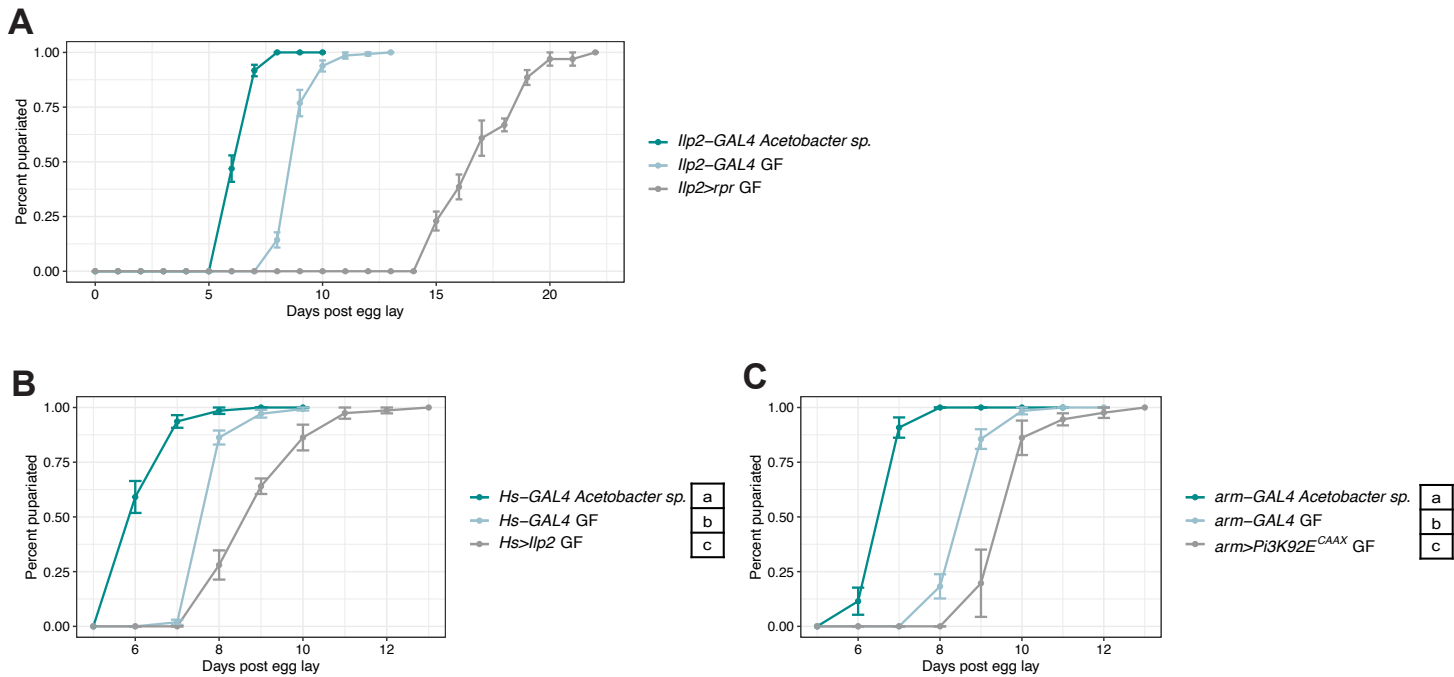 A
Percent pupariated
1.00
0.75
0.50
0.25
0.00
0 5 10 15 20
Days post egg lay
Ilp2-GAL4 Acetobacter sp.
Ilp2-GAL4 GF
Ilp2>rpr GF
B
Percent pupariated
1.00
0.75
0.50
0.25
0.00
6 8 10 12
Days post egg lay
Hs-GAL4 Acetobacter sp. a
Hs-GAL4 GF b
Hs>Ilp2 GF c
C
Percent pupariated
1.00
0.75
0.50
0.25
0.00
6 8 10 12
Days post egg lay
arm-GAL4 Acetobacter sp. a
arm-GAL4 GF b
arm>Pi3K92E^CAAX GF c